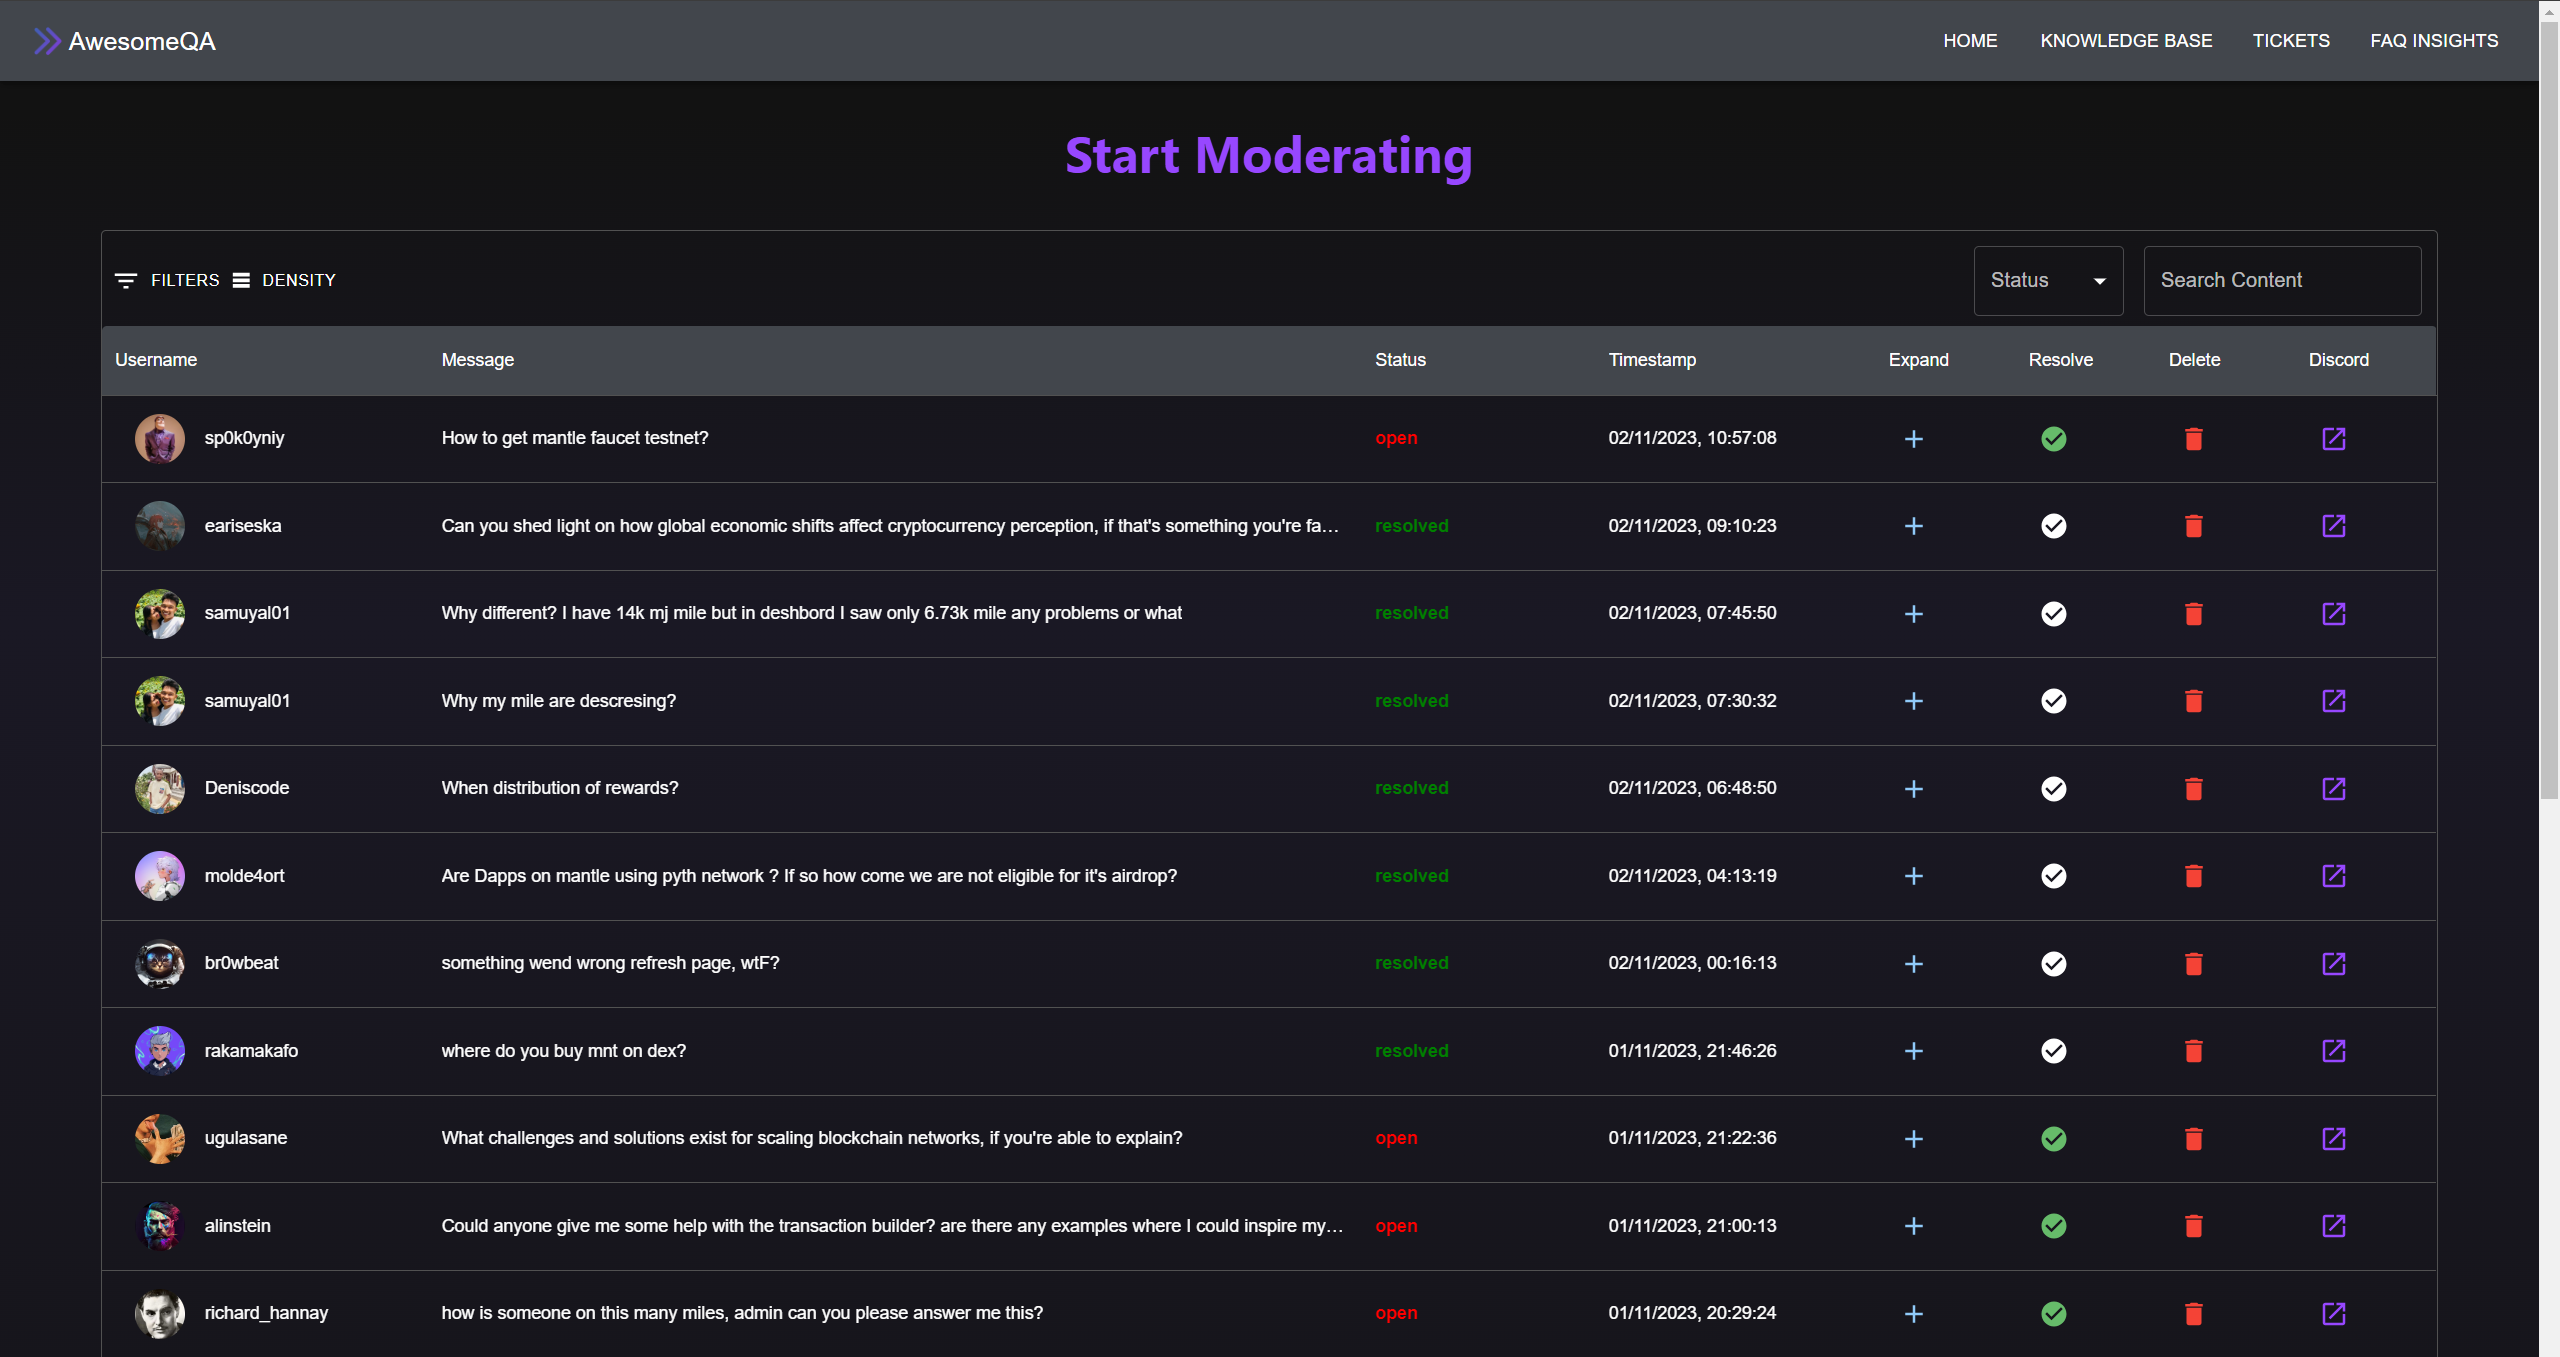 AwesomeQA HOME KNOWLEDGE BASE TICKETS FAQ INSIGHTS
Start Moderating
FILTERS DENSITY Status Search Content
Username Message Status Timestamp Expand Resolve Delete Discord
sp0k0yniy How to get mantle faucet testnet? open 02/11/2023, 10:57:08
eariseska Can you shed light on how global economic shifts affect cryptocurrency perception, if that's something you're fa... resolved 02/11/2023, 09:10:23
samuyal01 Why different? I have 14k mj mile but in deshbord I saw only 6.73k mile any problems or what resolved 02/11/2023, 07:45:50
samuyal01 Why my mile are descresing? resolved 02/11/2023, 07:30:32
Deniscode When distribution of rewards? resolved 02/11/2023, 06:48:50
molde4ort Are Dapps on mantle using pyth network ? If so how come we are not eligible for it's airdrop? resolved 02/11/2023, 04:13:19
br0wbeat something wend wrong refresh page, wtF? resolved 02/11/2023, 00:16:13
rakamakafo where do you buy mnt on dex? resolved 01/11/2023, 21:46:26
ugulasane What challenges and solutions exist for scaling blockchain networks, if you're able to explain? open 01/11/2023, 21:22:36
alinstein Could anyone give me some help with the transaction builder? are there any examples where I could inspire my... open 01/11/2023, 21:00:13
richard_hannay how is someone on this many miles, admin can you please answer me this? open 01/11/2023, 20:29:24